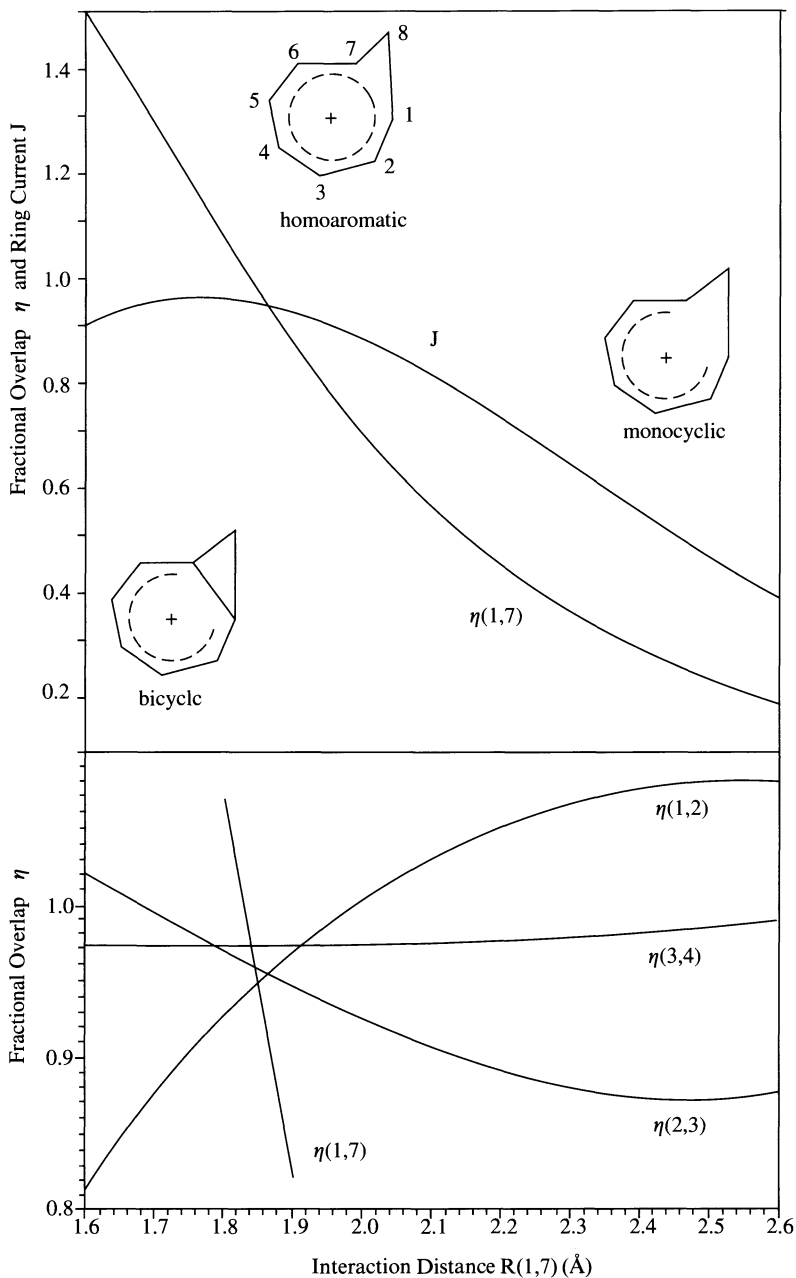 Fractional Overlap η and Ring Current J
1.4
1.2
1.0
0.8
0.6
0.4
0.2
8
7
6
5
1
4
2
3
homoaromatic
J
monocyclic
η(1,7)
bicyclc
Fractional Overlap η
1.0
0.9
0.8
η(1,2)
η(3,4)
η(2,3)
η(1,7)
1.6 1.7 1.8 1.9 2.0 2.1 2.2 2.3 2.4 2.5 2.6
Interaction Distance R(1,7) (Å)